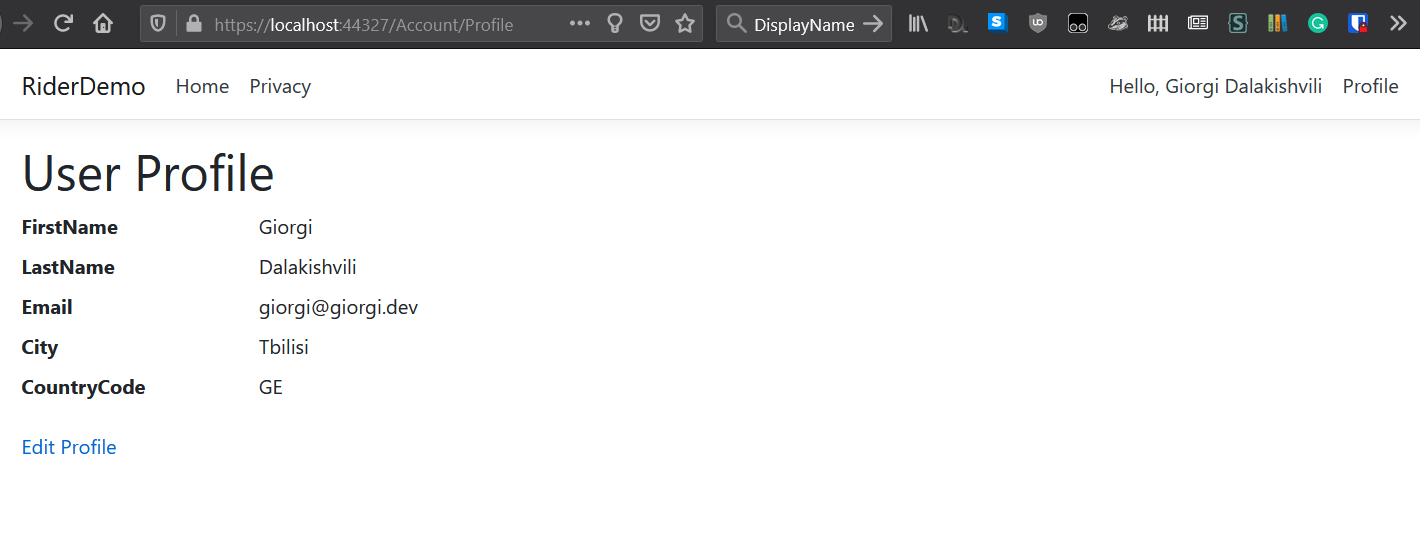 https://localhost:44327/Account/Profile DisplayName
RiderDemo Home Privacy Hello, Giorgi Dalakishvili Profile
User Profile
FirstName Giorgi
LastName Dalakishvili
Email giorgi@giorgi.dev
City Tbilisi
CountryCode GE
Edit Profile